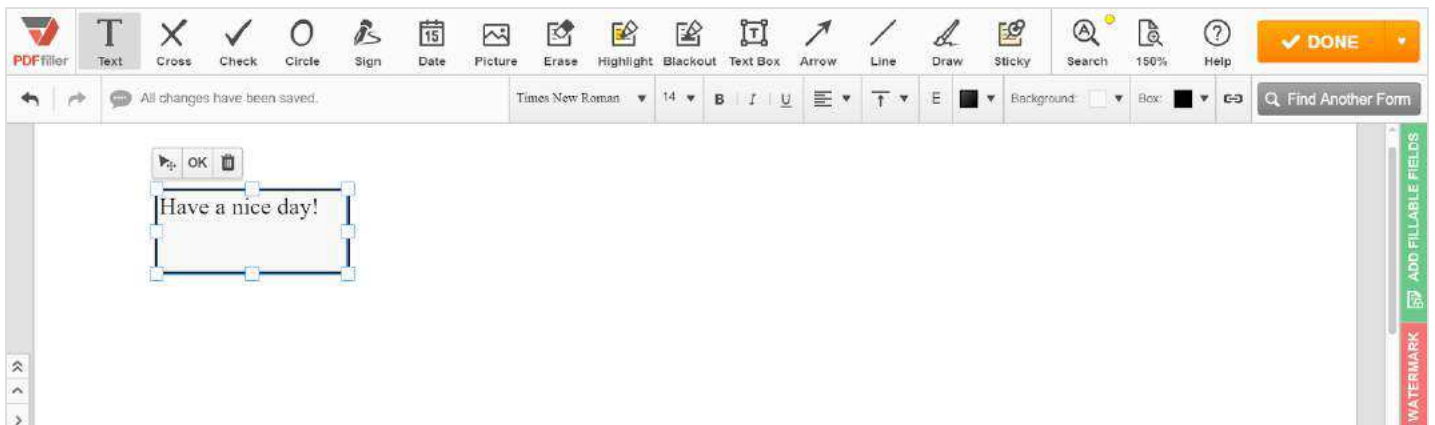 PDFfiller
Text
Cross
Check
Circle
Sign
15
Date
Picture
Erase
Highlight
Blackout
T
Text Box
Arrow
Line
Draw
Sticky
A
Search
150%
?
Help
DONE
All changes have been saved.
Times New Roman
14
B I U
E
Background:
Box:
Find Another Form
OK
Have a nice day!
ADD FILLABLE FIELDS
WATERMARK